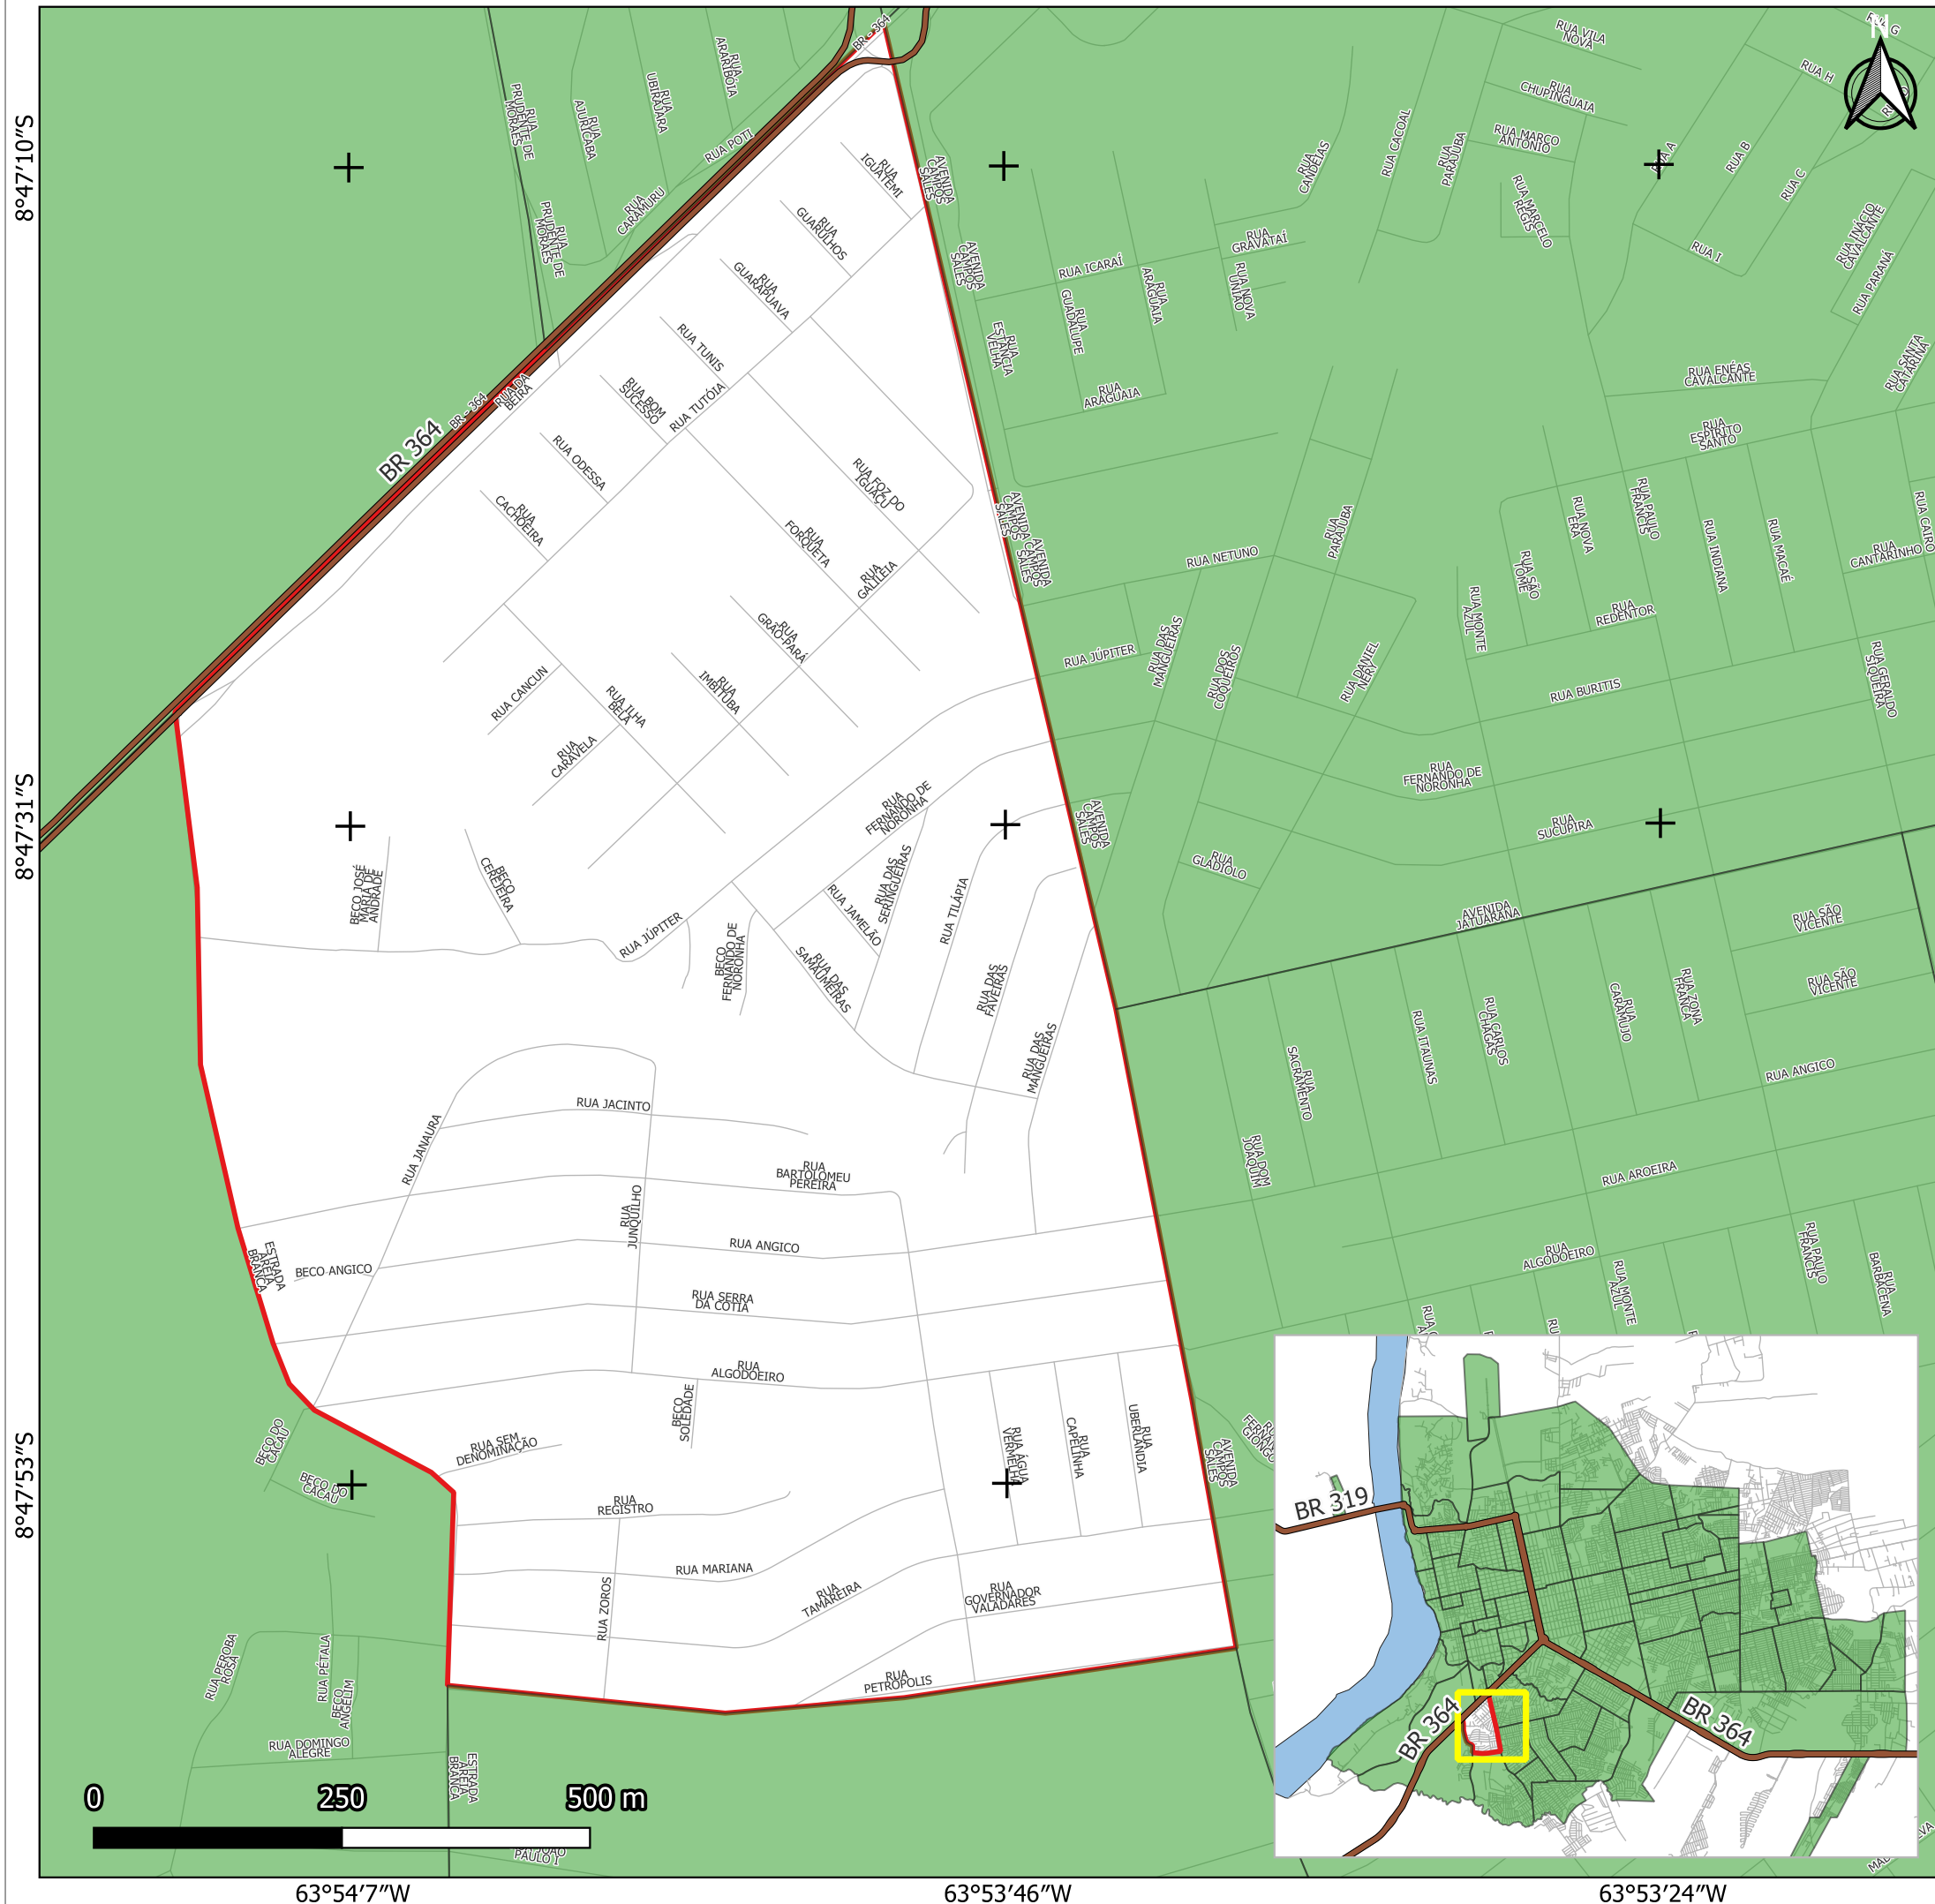 N
8°47'10"S
8°47'31"S
8°47'53"S
BR - 364
RUA
ARARIBÓIA
RUA
UBIRAJARA
RUA
AJURICABA
RUA
PRUDENTE DE
MORAES
RUA
PRUDENTE DE
MORAES
RUA POTI
RUA
CARAMURU
RUA
IGUATEMI
RUA
GUARULHOS
RUA
GUARAPUAVA
RUA TUNIS
RUA BOM
SUCESSO
RUA TUTÓIA
RUA ODESSA
RUA
CACHOEIRA
BR - 364
RUA DA
BEIRA
BR 364
RUA FOZ DO
IGUAÇU
RUA
FORQUETA
RUA
GALILEIA
RUA
GRÃO-PARÁ
RUA
IMBITUBA
RUA CANCUN
RUA ILHA
BELA
RUA
CARAVELA
RUA
FERNANDO DE
NORONHA
BECO JOSÉ
MARIA DE
ANDRADE
BECO
CEREJEIRA
RUA JÚPITER
BECO
FERNANDO DE
NORONHA
RUA DAS
SERINGUEIRAS
RUA JAMELÃO
RUA DAS
SAMAUMEIRAS
RUA TILÁPIA
RUA DAS
FAVEIRAS
RUA DAS
MANGUEIRAS
RUA JANAURA
RUA JACINTO
RUA
BARTOLOMEU
PEREIRA
RUA
JUNQUILHO
RUA ANGICO
BECO ANGICO
ESTRADA
AREIA
BRANCA
RUA SERRA
DA COTIA
RUA
ALGODOEIRO
BECO
SOLEDADE
RUA SEM
DENOMINAÇÃO
BECO DO
CACAU
BECO DO
CACAU
RUA
REGISTRO
RUA MARIANA
RUA ZOROS
RUA
TAMAREIRA
RUA
GOVERNADOR
VALADARES
RUA
PETROPOLIS
RUA ÁGUA
VERMELHA
RUA
CAPELINHA
RUA
UBERLANDIA
RUA PEROBA
ROSA
RUA PÉTALA
BECO
ANGELIM
RUA DOMINGO
ALEGRE
ESTRADA
AREIA
BRANCA
PAULO I
AVENIDA
CAMPOS
SALES
AVENIDA
CAMPOS
SALES
AVENIDA
CAMPOS
SALES
AVENIDA
CAMPOS
SALES
AVENIDA
CAMPOS
SALES
AVENIDA
CAMPOS
SALES
RUA
ESTANCIA
VELHA
RUA ICARAÍ
RUA
GUADALUPE
RUA
ARAGUAIA
RUA
ARAGUAIA
RUA
GRAVATAÍ
RUA NOVA
UNIÃO
RUA
CANDEIAS
RUA CACOAL
RUA
PARAJUBA
RUA VILA
NOVA
RUA
CHUPINGUAIA
RUA MARCO
ANTÔNIO
RUA MARCELO
REGIS
RUA A
RUA B
RUA C
RUA H
RUA I
RUA INÁCIO
CAVALCANTE
RUA PARANÁ
RUA SANTA
CATARINA
RUA ENÉAS
CAVALCANTE
RUA
ESPIRITO
SANTO
RUA PAULO
FRANCIS
RUA NOVA
ERA
RUA SÃO
TOMÉ
RUA INDIANA
RUA MACAÉ
RUA CAIRO
RUA
CANTARINHO
RUA
REDENTOR
RUA MONTE
AZUL
RUA NETUNO
RUA
PARAJUBA
RUA JÚPITER
RUA DAS
MANGUEIRAS
RUA DOS
COQUEIROS
RUA DANIEL
NERY
RUA BURITIS
RUA GERALDO
SIQUEIRA
RUA
FERNANDO DE
NORONHA
RUA
SUCUPIRA
RUA
GLADIOLO
AVENIDA
JATUARANA
RUA SÃO
VICENTE
RUA SÃO
VICENTE
RUA ZONA
FRANCA
RUA
CARAMUJO
RUA CARLOS
CHAGAS
RUA ITAUNAS
RUA
SACRAMENTO
RUA ANGICO
RUA DOM
JOAQUIM
RUA AROEIRA
RUA
ALGODOEIRO
RUA MONTE
AZUL
RUA PAULO
FRANCIS
RUA
BARBACENA
BR 319
BR 364
BR 364
0 250 500 m
63°54'7"W 63°53'46"W 63°53'24"W